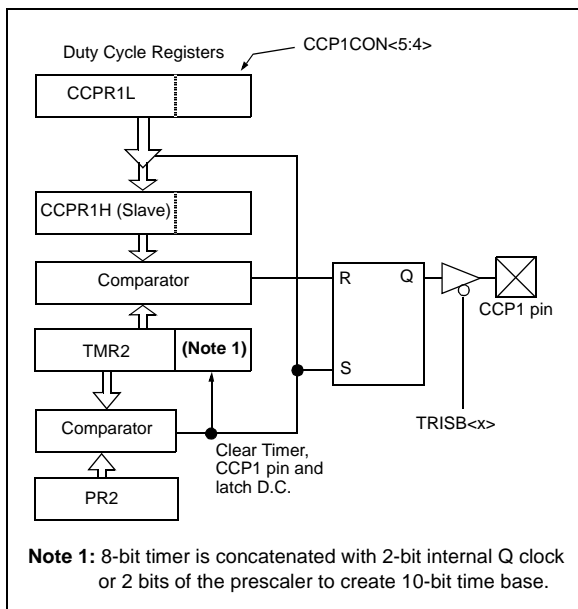 Duty Cycle Registers
CCP1CON<5:4>
CCPR1L
CCPR1H (Slave)
Comparator
R
Q
CCP1 pin
TMR2
(Note 1)
S
TRISB<x>
Comparator
Clear Timer,
CCP1 pin and
latch D.C.
PR2
Note 1: 8-bit timer is concatenated with 2-bit internal Q clock
or 2 bits of the prescaler to create 10-bit time base.